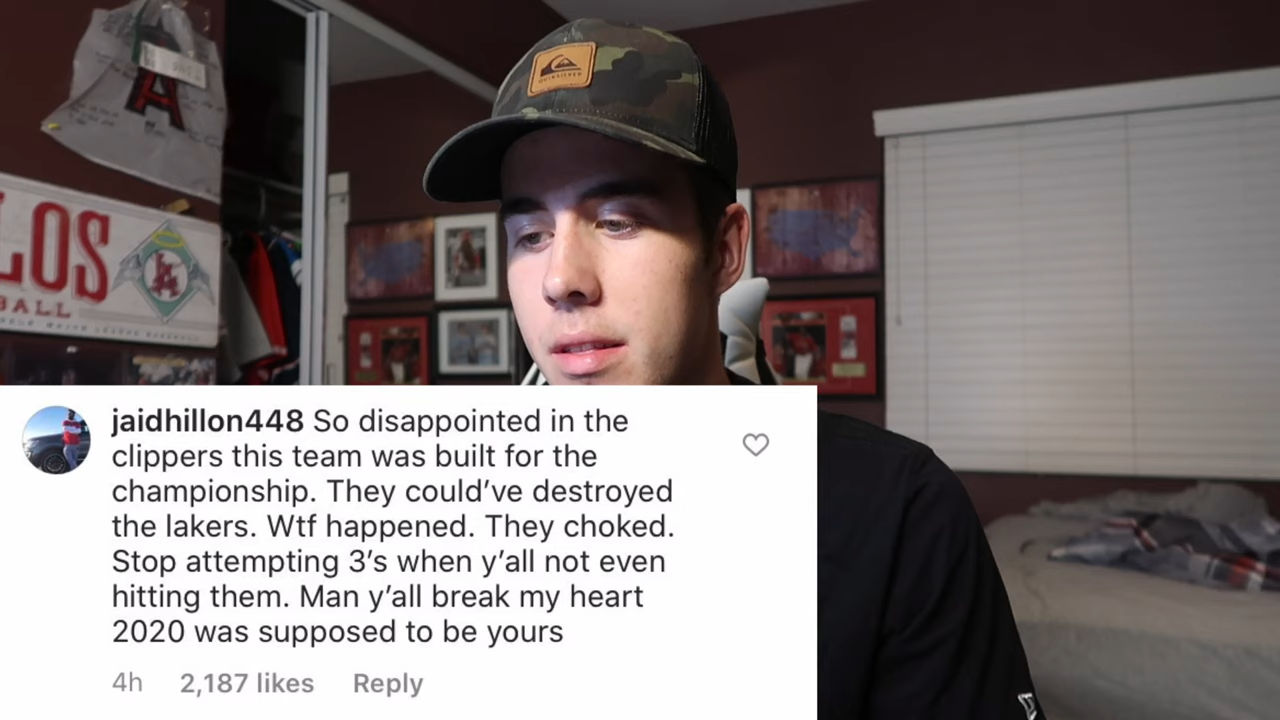 A
QUIKSILVER
LOS
BALL
LA
jaidhillon448 So disappointed in the
clippers this team was built for the
championship. They could've destroyed
the lakers. Wtf happened. They choked.
Stop attempting 3's when y'all not even
hitting them. Man y'all break my heart
2020 was supposed to be yours
4h 2,187 likes Reply